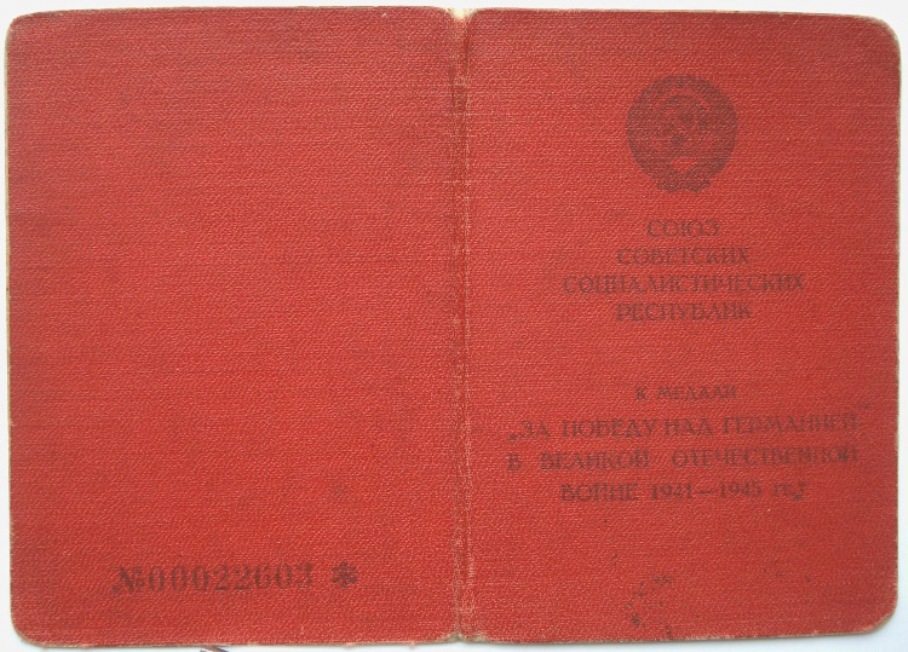 №00022603 *
СОЮЗ
СОВЕТСКИХ
СОЦИАЛИСТИЧЕСКИХ
РЕСПУБЛИК
К МЕДАЛИ
„ЗА ПОБЕДУ НАД ГЕРМАНИЕЙ
В ВЕЛИКОЙ ОТЕЧЕСТВЕННОЙ
ВОЙНЕ 1941–1945 гг.“